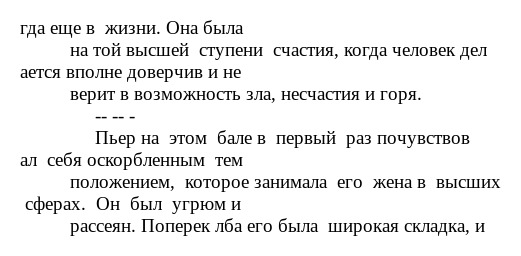 гда еще в  жизни. Она была
на той высшей  ступени  счастия, когда человек дел
ается вполне доверчив и не
верит в возможность зла, несчастия и горя.
-- -- -
Пьер на  этом  бале в  первый  раз почувствов
ал  себя оскорбленным  тем
положением,  которое занимала  его  жена в  высших
сферах.  Он  был  угрюм и
рассеян. Поперек лба его была  широкая складка, и